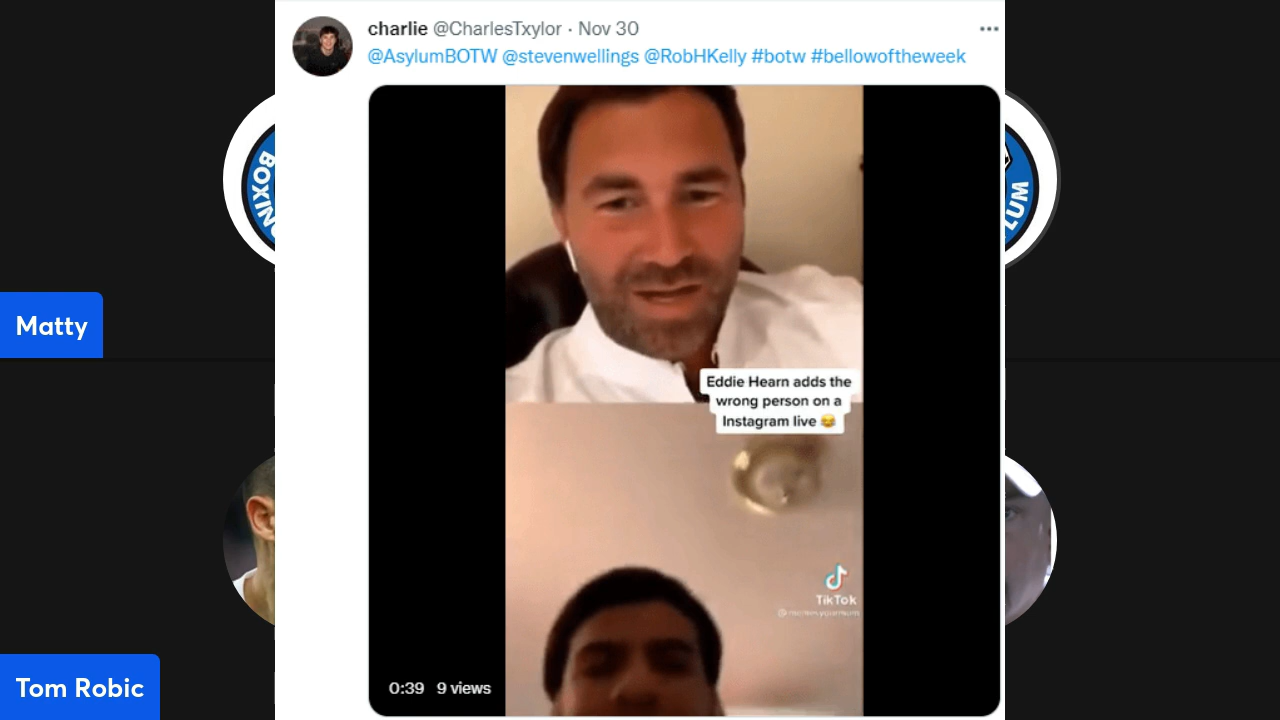 charlie @CharlesTxylor · Nov 30
@AsylumBOTW @stevenwellings @RobHKelly #botw #bellowoftheweek
Matty
Eddie Hearn adds the
wrong person on a
Instagram live 😂
TikTok
0:39 9 views
Tom Robic